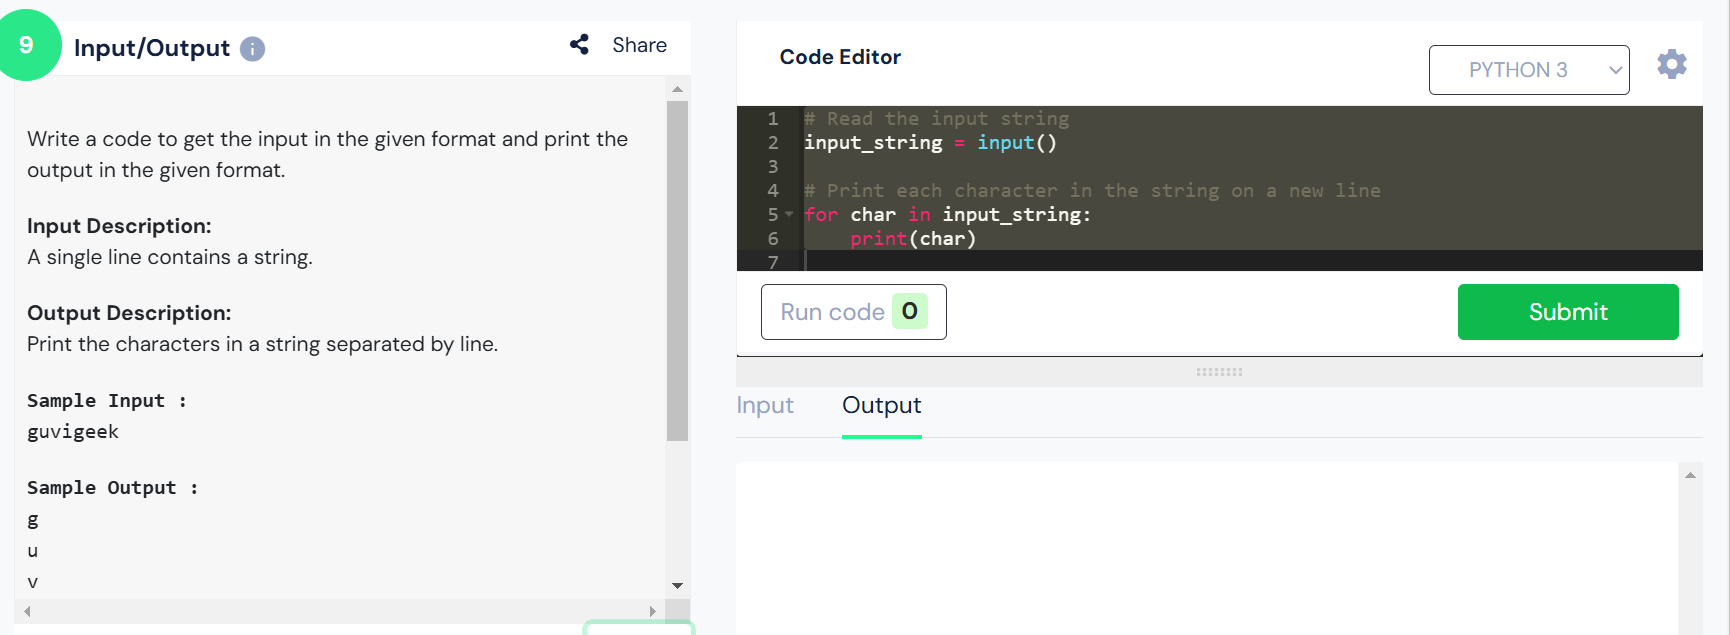 9
Input/Output i
Share
Write a code to get the input in the given format and print the
output in the given format.
Input Description:
A single line contains a string.
Output Description:
Print the characters in a string separated by line.
Sample Input :
guvigeek
Sample Output :
g
u
v
Code Editor
PYTHON 3
1 # Read the input string
2 input_string = input()
3
4 # Print each character in the string on a new line
5 for char in input_string:
6     print(char)
7
Run code 0
Submit
Input Output